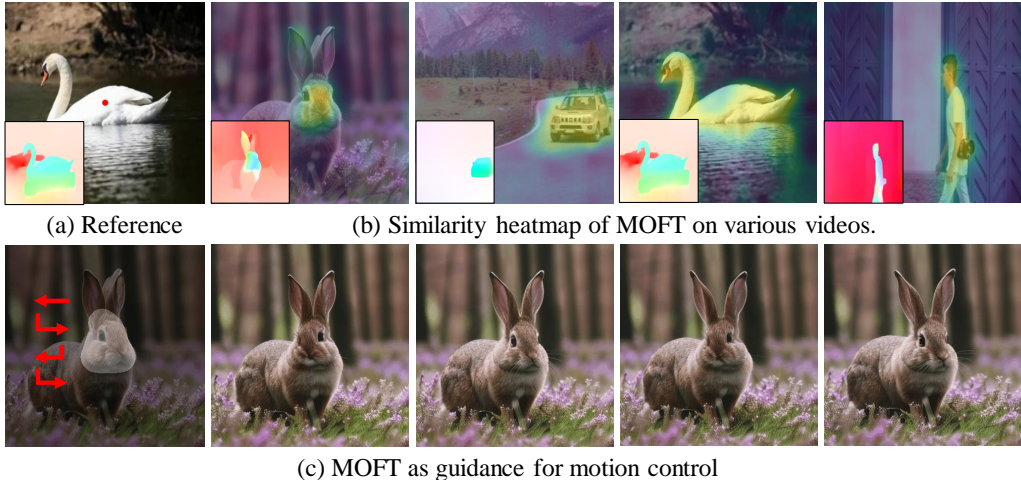 (a) Reference
(b) Similarity heatmap of MOFT on various videos.
(c) MOFT as guidance for motion control